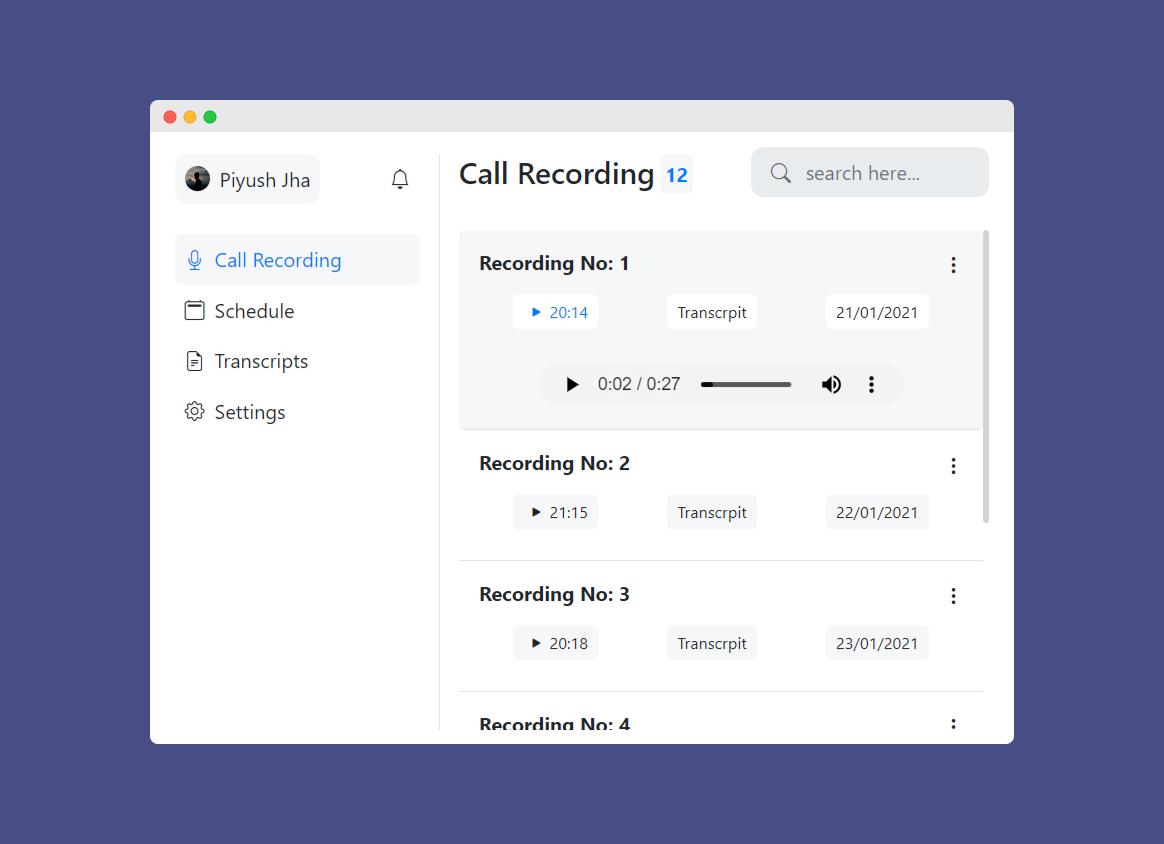 Piyush Jha
Call Recording
Schedule
Transcripts
Settings
Call Recording 12
search here...
Recording No: 1
20:14 Transcrpit 21/01/2021
0:02 / 0:27
Recording No: 2
21:15 Transcrpit 22/01/2021
Recording No: 3
20:18 Transcrpit 23/01/2021
Recording No: 4